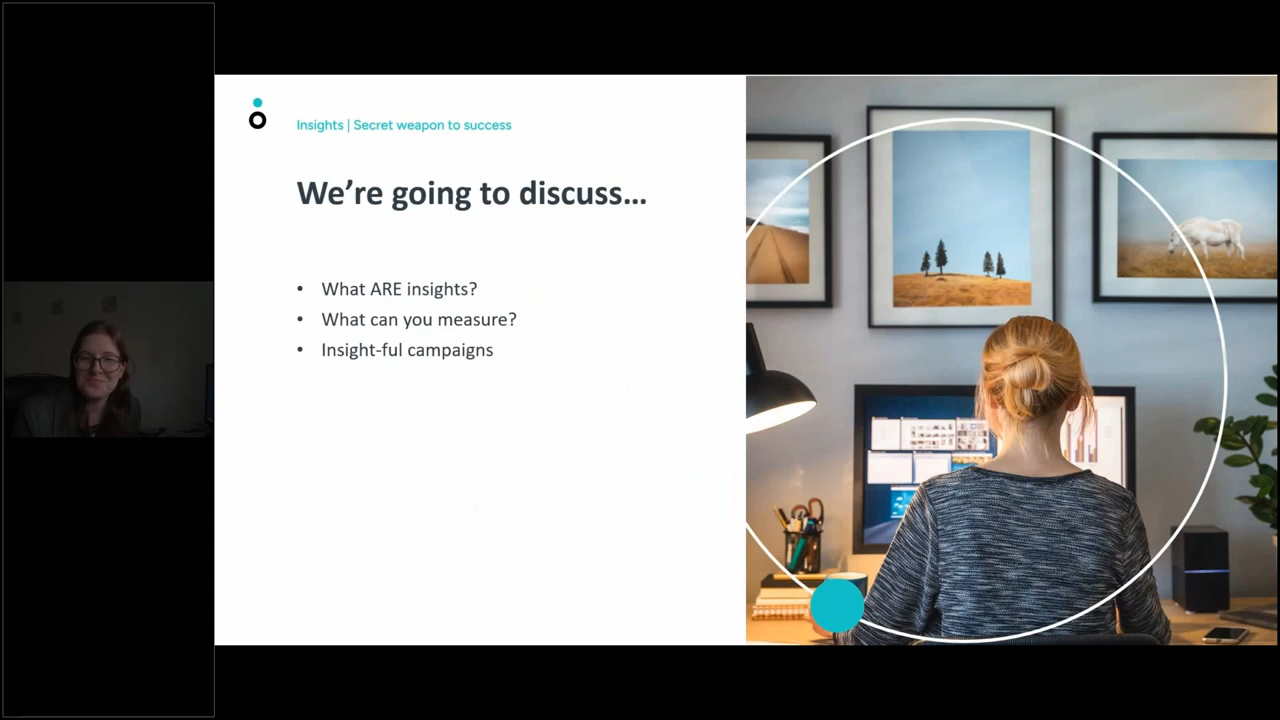 Insights | Secret weapon to success
We’re going to discuss...
• What ARE insights?
• What can you measure?
• Insight-ful campaigns